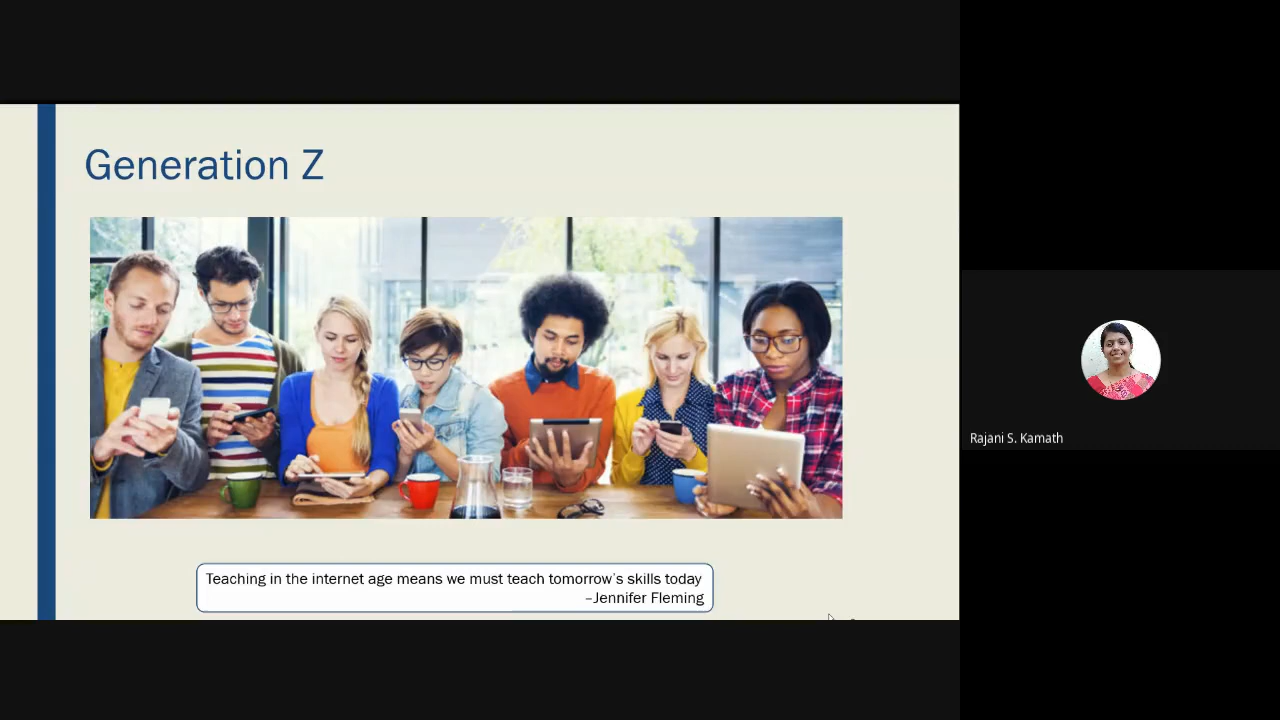 Generation Z
Teaching in the internet age means we must teach tomorrow's skills today
–Jennifer Fleming
Rajani S. Kamath